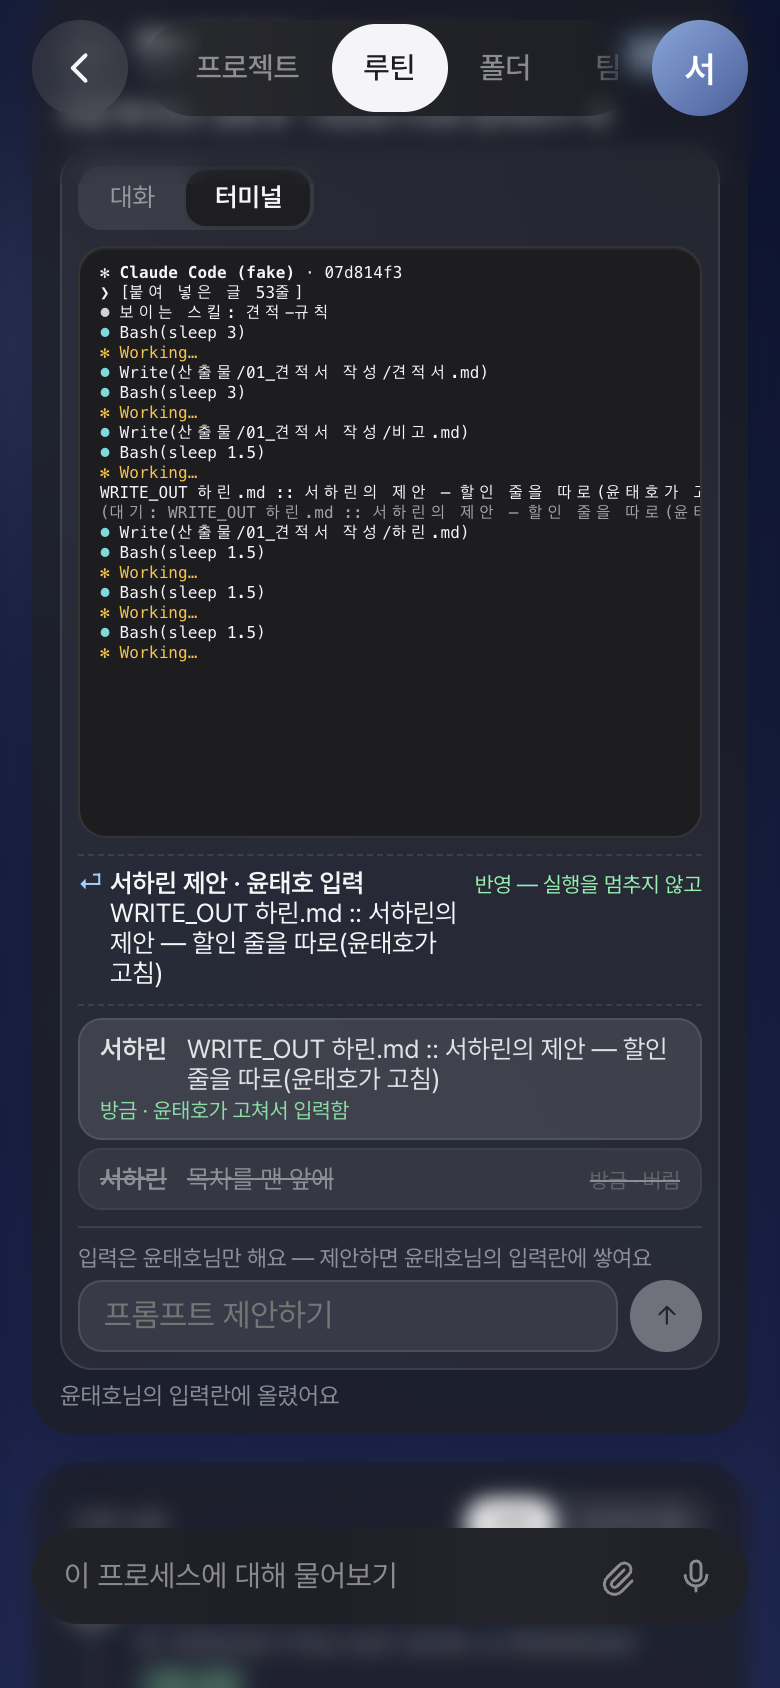 프로젝트 루틴 폴더 팀 서
대화 터미널
✻ Claude Code (fake) · 07d814f3
❯ [붙여 넣은 글 53줄]
● 보이는 스킬: 견적-규칙
● Bash(sleep 3)
✻ Working…
● Write(산출물/01_견적서 작성/견적서.md)
● Bash(sleep 3)
✻ Working…
● Write(산출물/01_견적서 작성/비고.md)
● Bash(sleep 1.5)
✻ Working…
WRITE_OUT 하린.md :: 서하린의 제안 — 할인 줄을 따로(윤태호가
(대기: WRITE_OUT 하린.md :: 서하린의 제안 — 할인 줄을 따로(윤
● Write(산출물/01_견적서 작성/하린.md)
● Bash(sleep 1.5)
✻ Working…
● Bash(sleep 1.5)
✻ Working…
● Bash(sleep 1.5)
✻ Working…
서하린 제안 · 윤태호 입력 반영 — 실행을 멈추지 않고
WRITE_OUT 하린.md :: 서하린의
제안 — 할인 줄을 따로(윤태호가
고침)
서하린 WRITE_OUT 하린.md :: 서하린의 제안 — 할인
줄을 따로(윤태호가 고침)
방금 · 윤태호가 고쳐서 입력함
서하린 목차를 맨 앞에 방금 · 버림
입력은 윤태호님만 해요 — 제안하면 윤태호님의 입력란에 쌓여요
프롬프트 제안하기
윤태호님의 입력란에 올렸어요
이 프로세스에 대해 물어보기